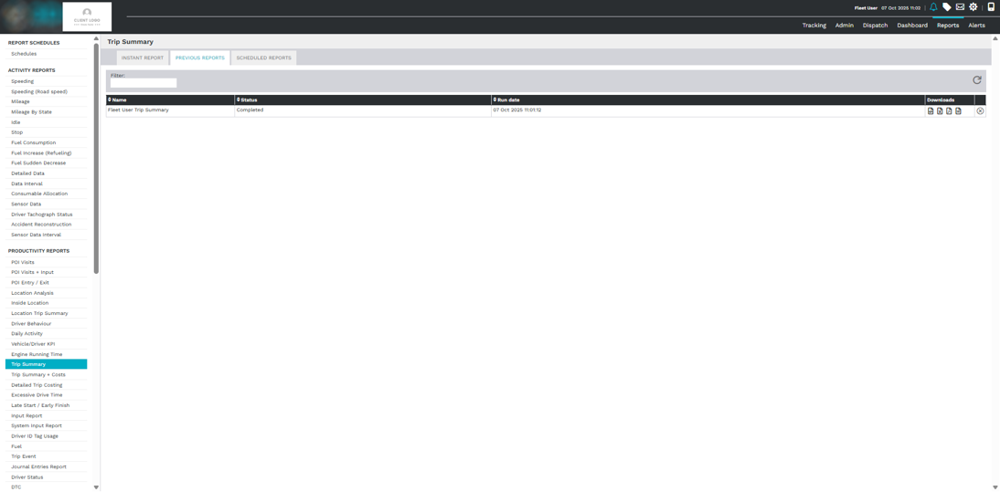 CLIENT LOGO
Fleet User 07 Oct 2025 11:02
Tracking Admin Dispatch Dashboard Reports Alerts
REPORT SCHEDULES
Schedules
ACTIVITY REPORTS
Speeding
Speeding (Road speed)
Mileage
Mileage By State
Idle
Stop
Fuel Consumption
Fuel Increase (Refueling)
Fuel Sudden Decrease
Detailed Data
Data Interval
Consumable Allocation
Sensor Data
Driver Tachograph Status
Accident Reconstruction
Sensor Data Interval
PRODUCTIVITY REPORTS
POI Visits
POI Visits + Input
POI Entry / Exit
Location Analysis
Inside Location
Location Trip Summary
Driver Behaviour
Daily Activity
Vehicle/Driver KPI
Engine Running Time
Trip Summary
Trip Summary + Costs
Detailed Trip Costing
Excessive Drive Time
Late Start / Early Finish
Input Report
System Input Report
Driver ID Tag Usage
Fuel
Trip Event
Journal Entries Report
Driver Status
DTC
Trip Summary
INSTANT REPORT PREVIOUS REPORTS SCHEDULED REPORTS
Filter:
Name Status Run date Downloads
Fleet User Trip Summary Completed 07 Oct 2025 11:01:12